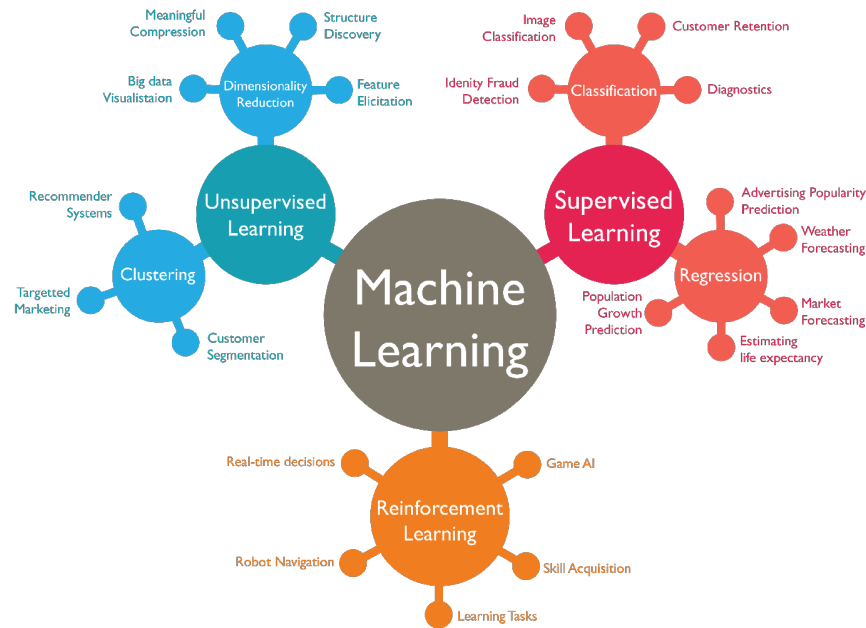 Meaningful
Compression
Structure
Discovery
Big data
Visualistaion
Dimensionality
Reduction
Feature
Elicitation
Unsupervised
Learning
Recommender
Systems
Clustering
Targetted
Marketing
Customer
Segmentation
Machine
Learning
Image
Classification
Customer Retention
Idenity Fraud
Detection
Classification
Diagnostics
Supervised
Learning
Advertising Popularity
Prediction
Weather
Forecasting
Regression
Population
Growth
Prediction
Market
Forecasting
Estimating
life expectancy
Real-time decisions
Game AI
Reinforcement
Learning
Robot Navigation
Skill Acquisition
Learning Tasks